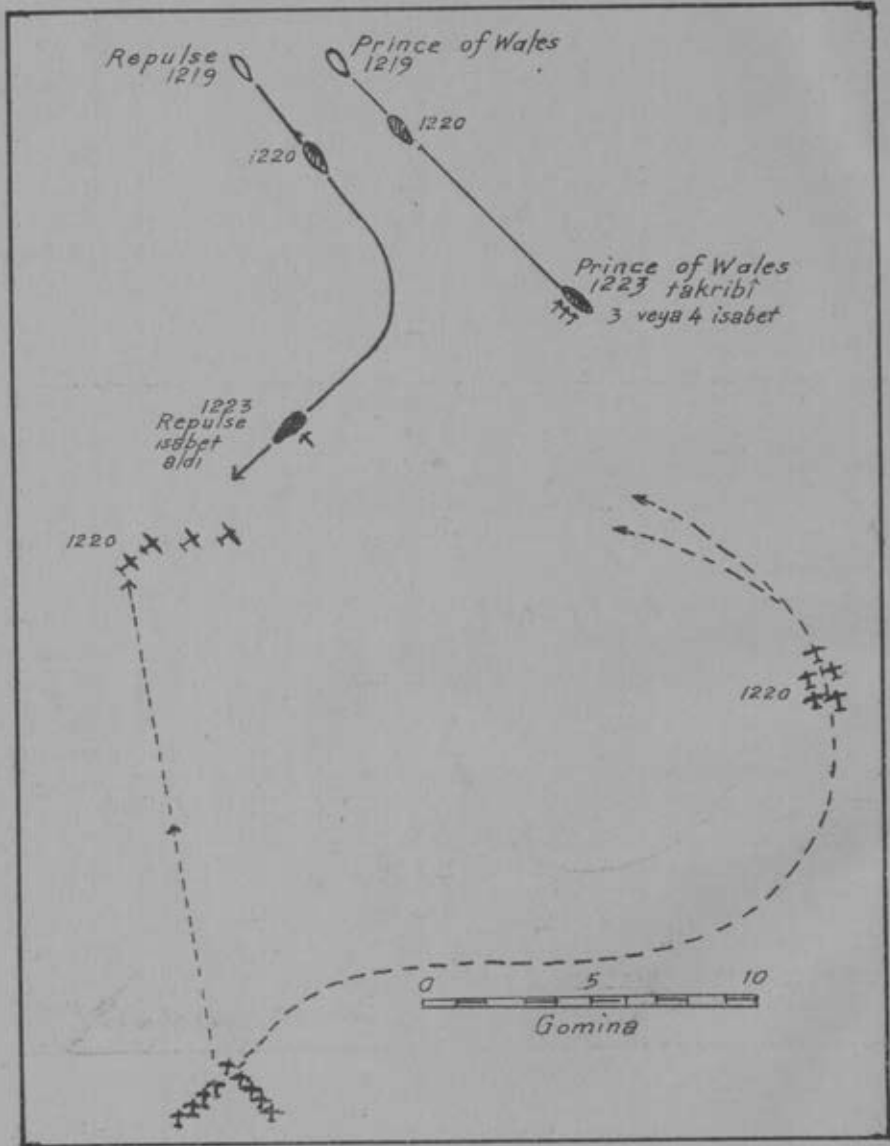 Repulse
1219
Prince of Wales
1219
1220
1220
Prince of Wales
1223 takribî
3 veya 4 isabet
1223
Repulse
isabet
aldı
1220
1220
0 5 10
Gomina